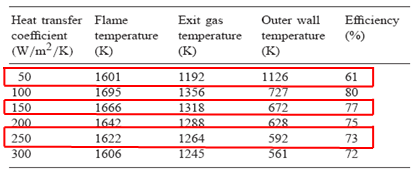 Heat transfer Flame Exit gas Outer wall Efficiency
coefficient temperature temperature temperature (%)
(W/m²/K) (K) (K) (K)
50 1601 1192 1126 61
100 1695 1356 727 80
150 1666 1318 672 77
200 1642 1288 628 75
250 1622 1264 592 73
300 1606 1245 561 72